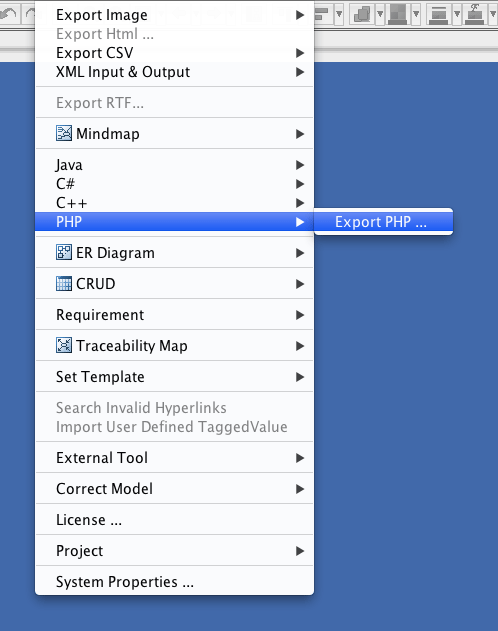 Export Image
Export Html ...
Export CSV
XML Input & Output
Export RTF...
Mindmap
Java
C#
C++
PHP
Export PHP ...
ER Diagram
CRUD
Requirement
Traceability Map
Set Template
Search Invalid Hyperlinks
Import User Defined TaggedValue
External Tool
Correct Model
License ...
Project
System Properties ...